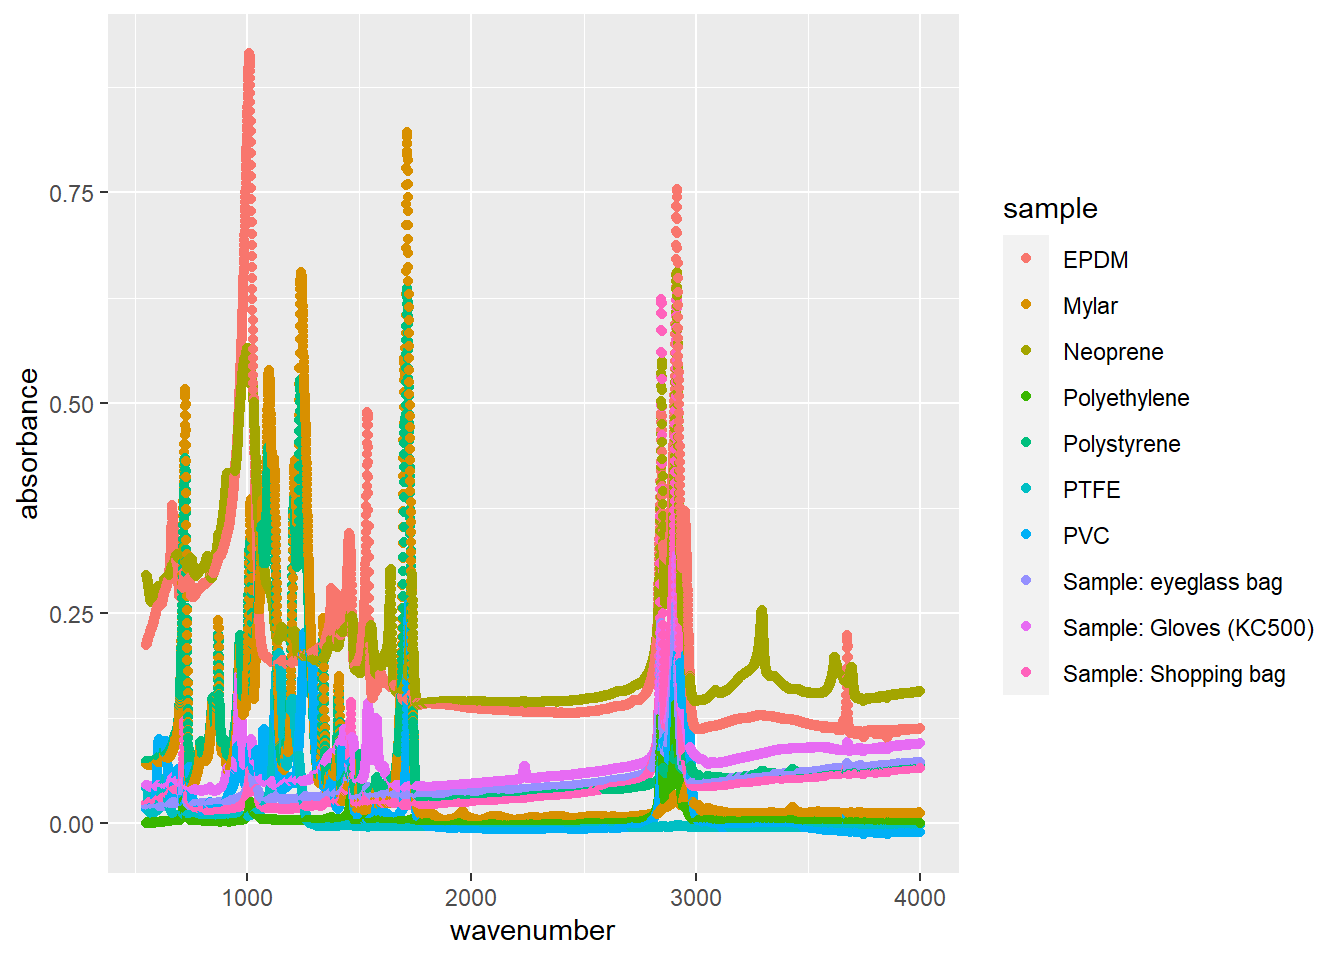 0.75
0.50
0.25
0.00
absorbance
1000
2000
3000
4000
wavenumber
sample
EPDM
Mylar
Neoprene
Polyethylene
Polystyrene
PTFE
PVC
Sample: eyeglass bag
Sample: Gloves (KC500)
Sample: Shopping bag